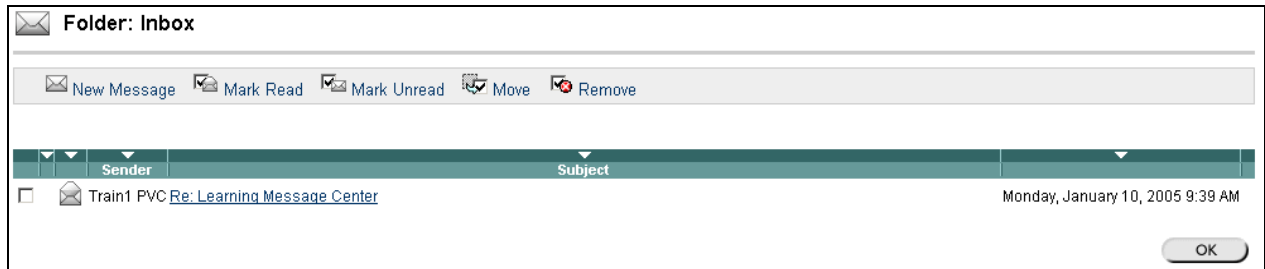 Folder: Inbox
New Message Mark Read Mark Unread Move Remove
Sender Subject
Train1 PVC Re: Learning Message Center Monday, January 10, 2005 9:39 AM
OK